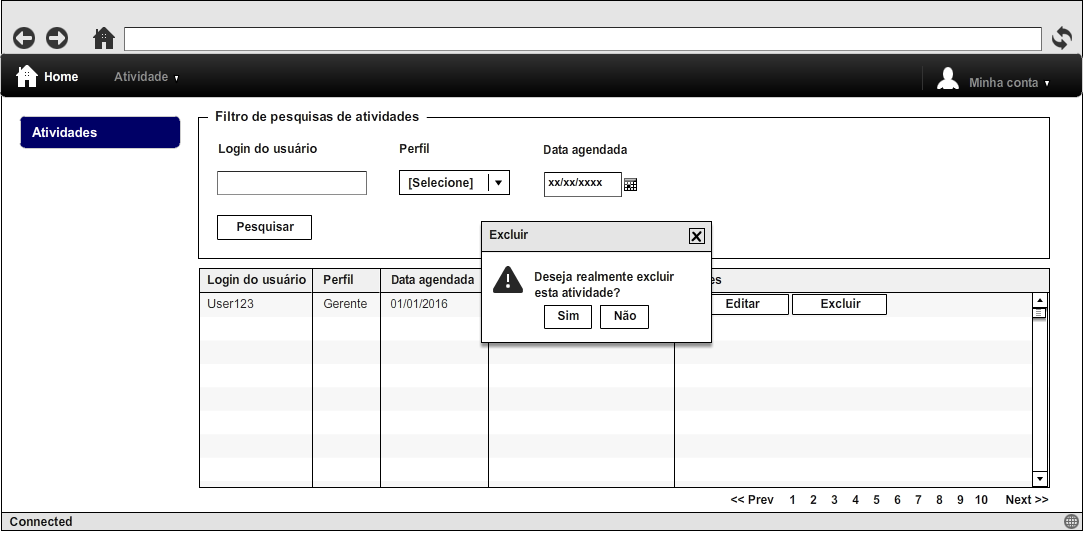 Home
Atividade
Minha conta
Atividades
Filtro de pesquisas de atividades
Login do usuário
Perfil
Data agendada
[Selecione]
xx/xx/xxxx
Pesquisar
Excluir
Deseja realmente excluir
esta atividade?
Sim Não
Login do usuário Perfil Data agendada
User123 Gerente 01/01/2016 Editar Excluir
<< Prev 1 2 3 4 5 6 7 8 9 10 Next >>
Connected